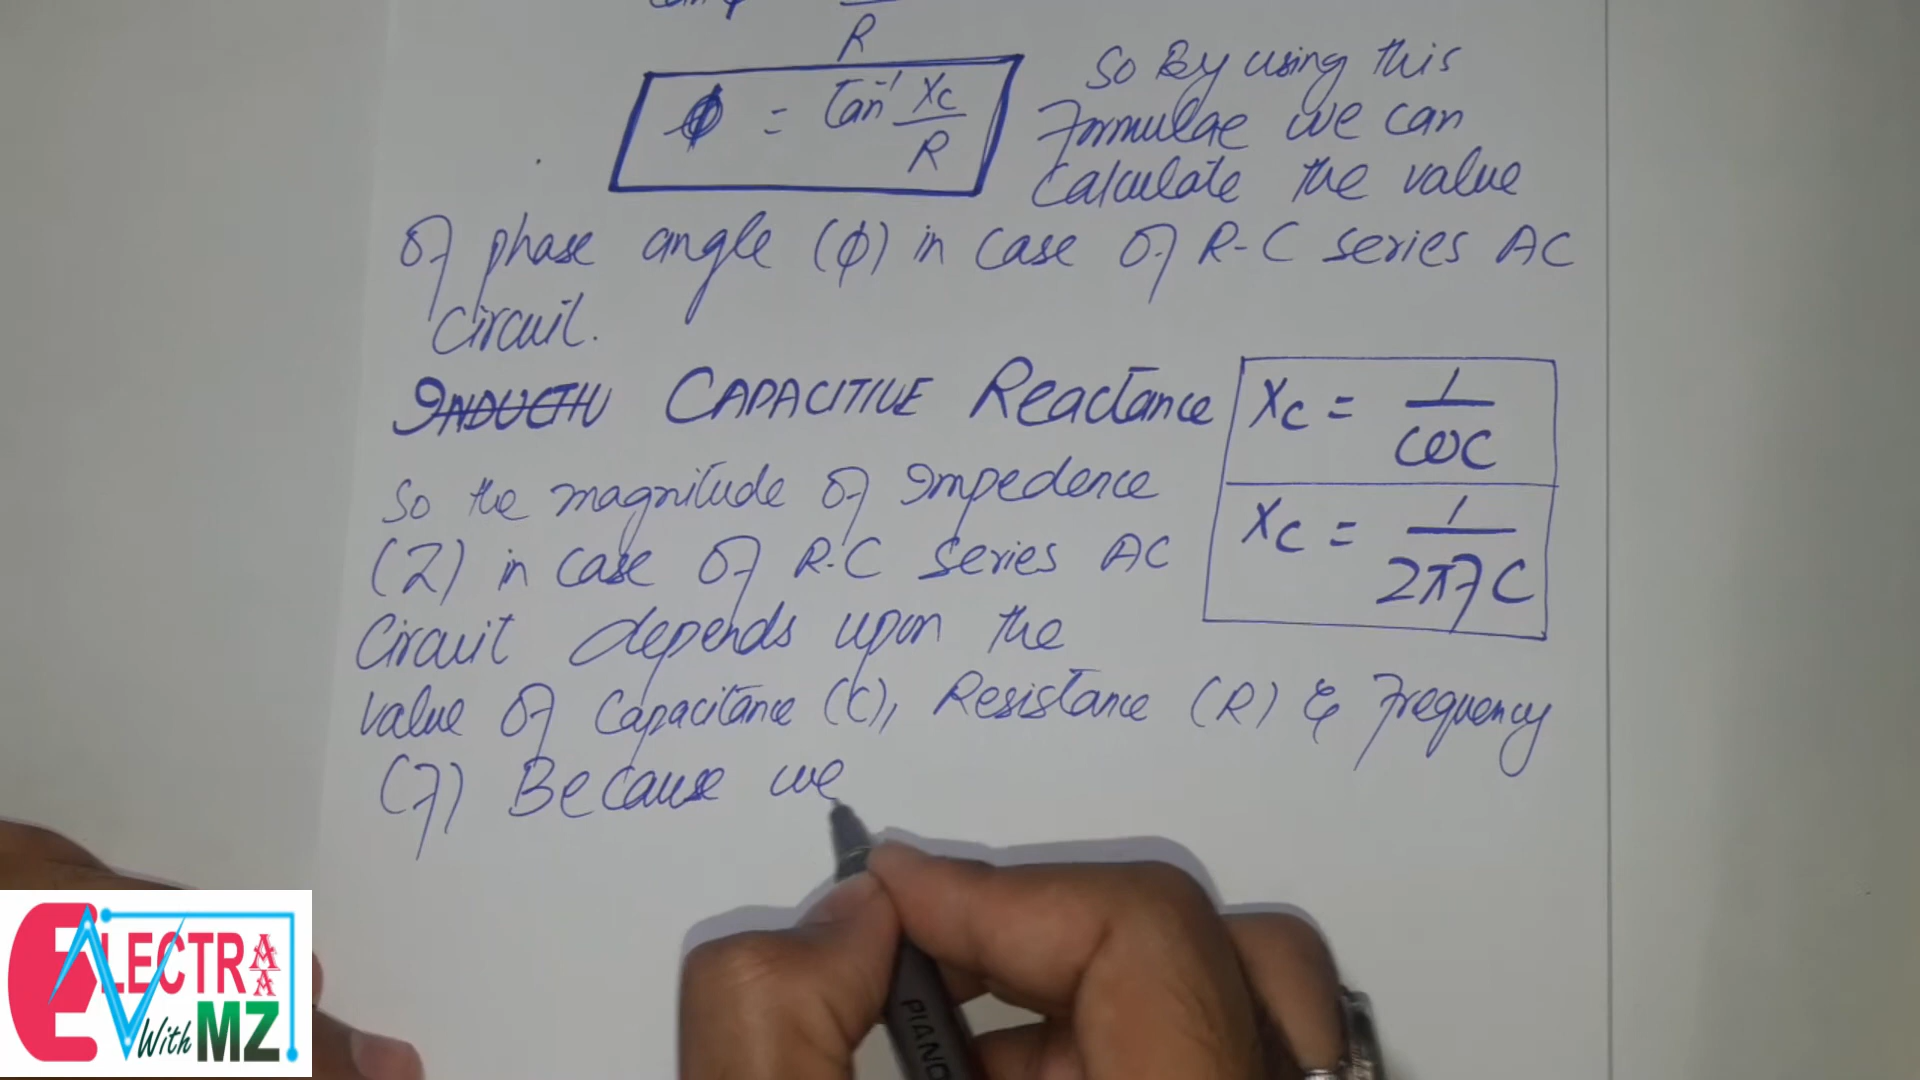 R
ϕ = tan⁻¹ Xc/R
So By using this
Formulae we can
Calculate the value
Of phase angle (ϕ) in case Of R-C series AC
Circuit.
INDUCTIV CAPACITIVE Reactance
Xc = 1/ωC
Xc = 1/2πfC
So the magnitude Of Impedence
(Z) in case Of R-C series AC
Circuit depends upon the
value Of Capacitance (C), Resistance (R) & Frequency
(f) Because we
ELECTRA
With MZ
PIANO